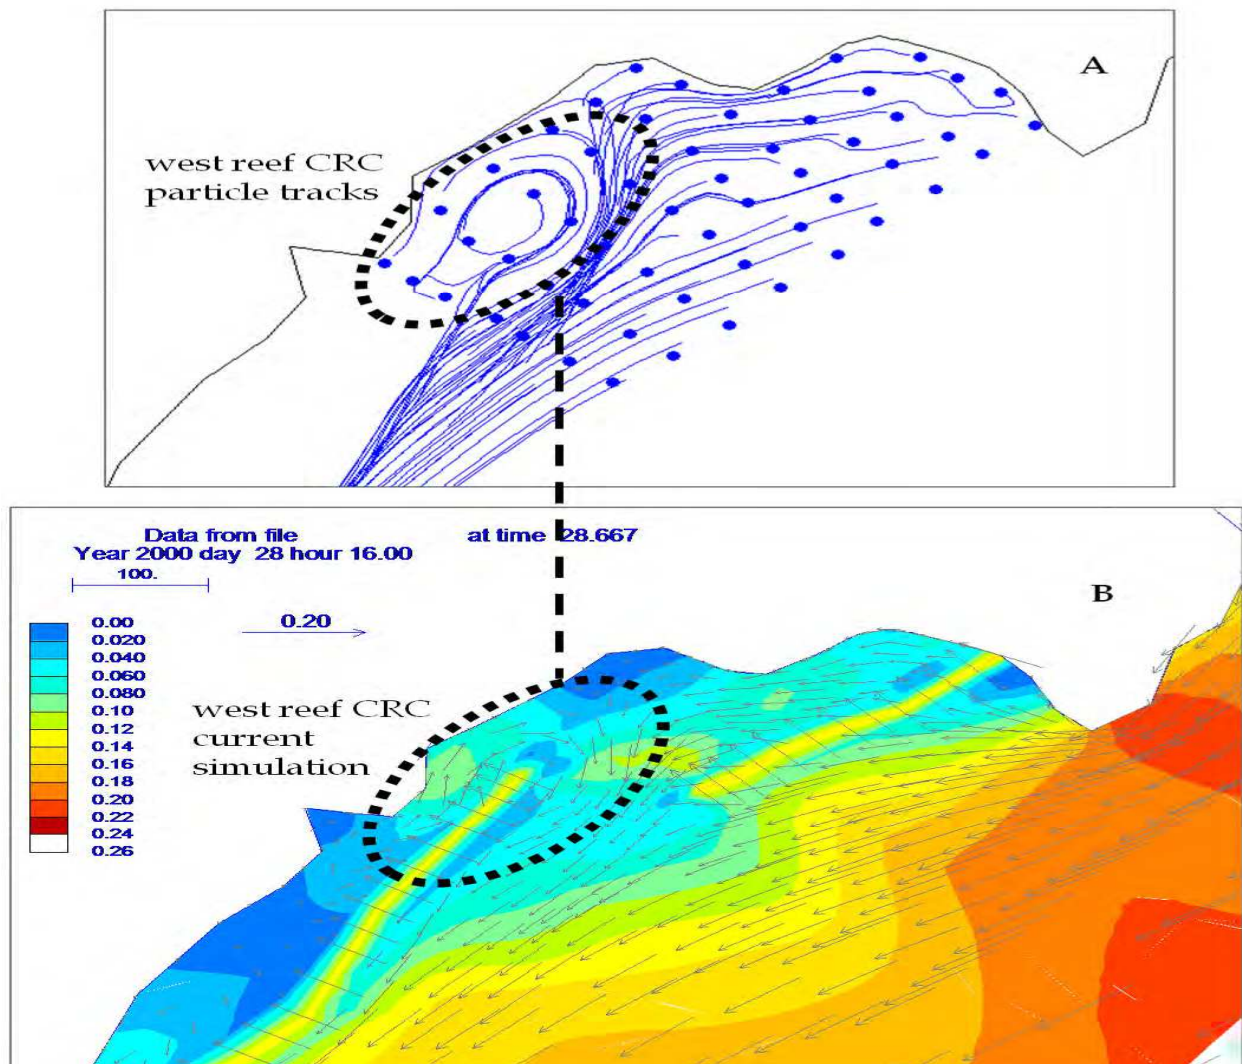 A
west reef CRC
particle tracks
Data from file at time 28.667
Year 2000 day 28 hour 16.00
100.
0.20
B
0.00
0.020
0.040
0.060
0.080
0.10
0.12
0.14
0.16
0.18
0.20
0.22
0.24
0.26
west reef CRC
current
simulation